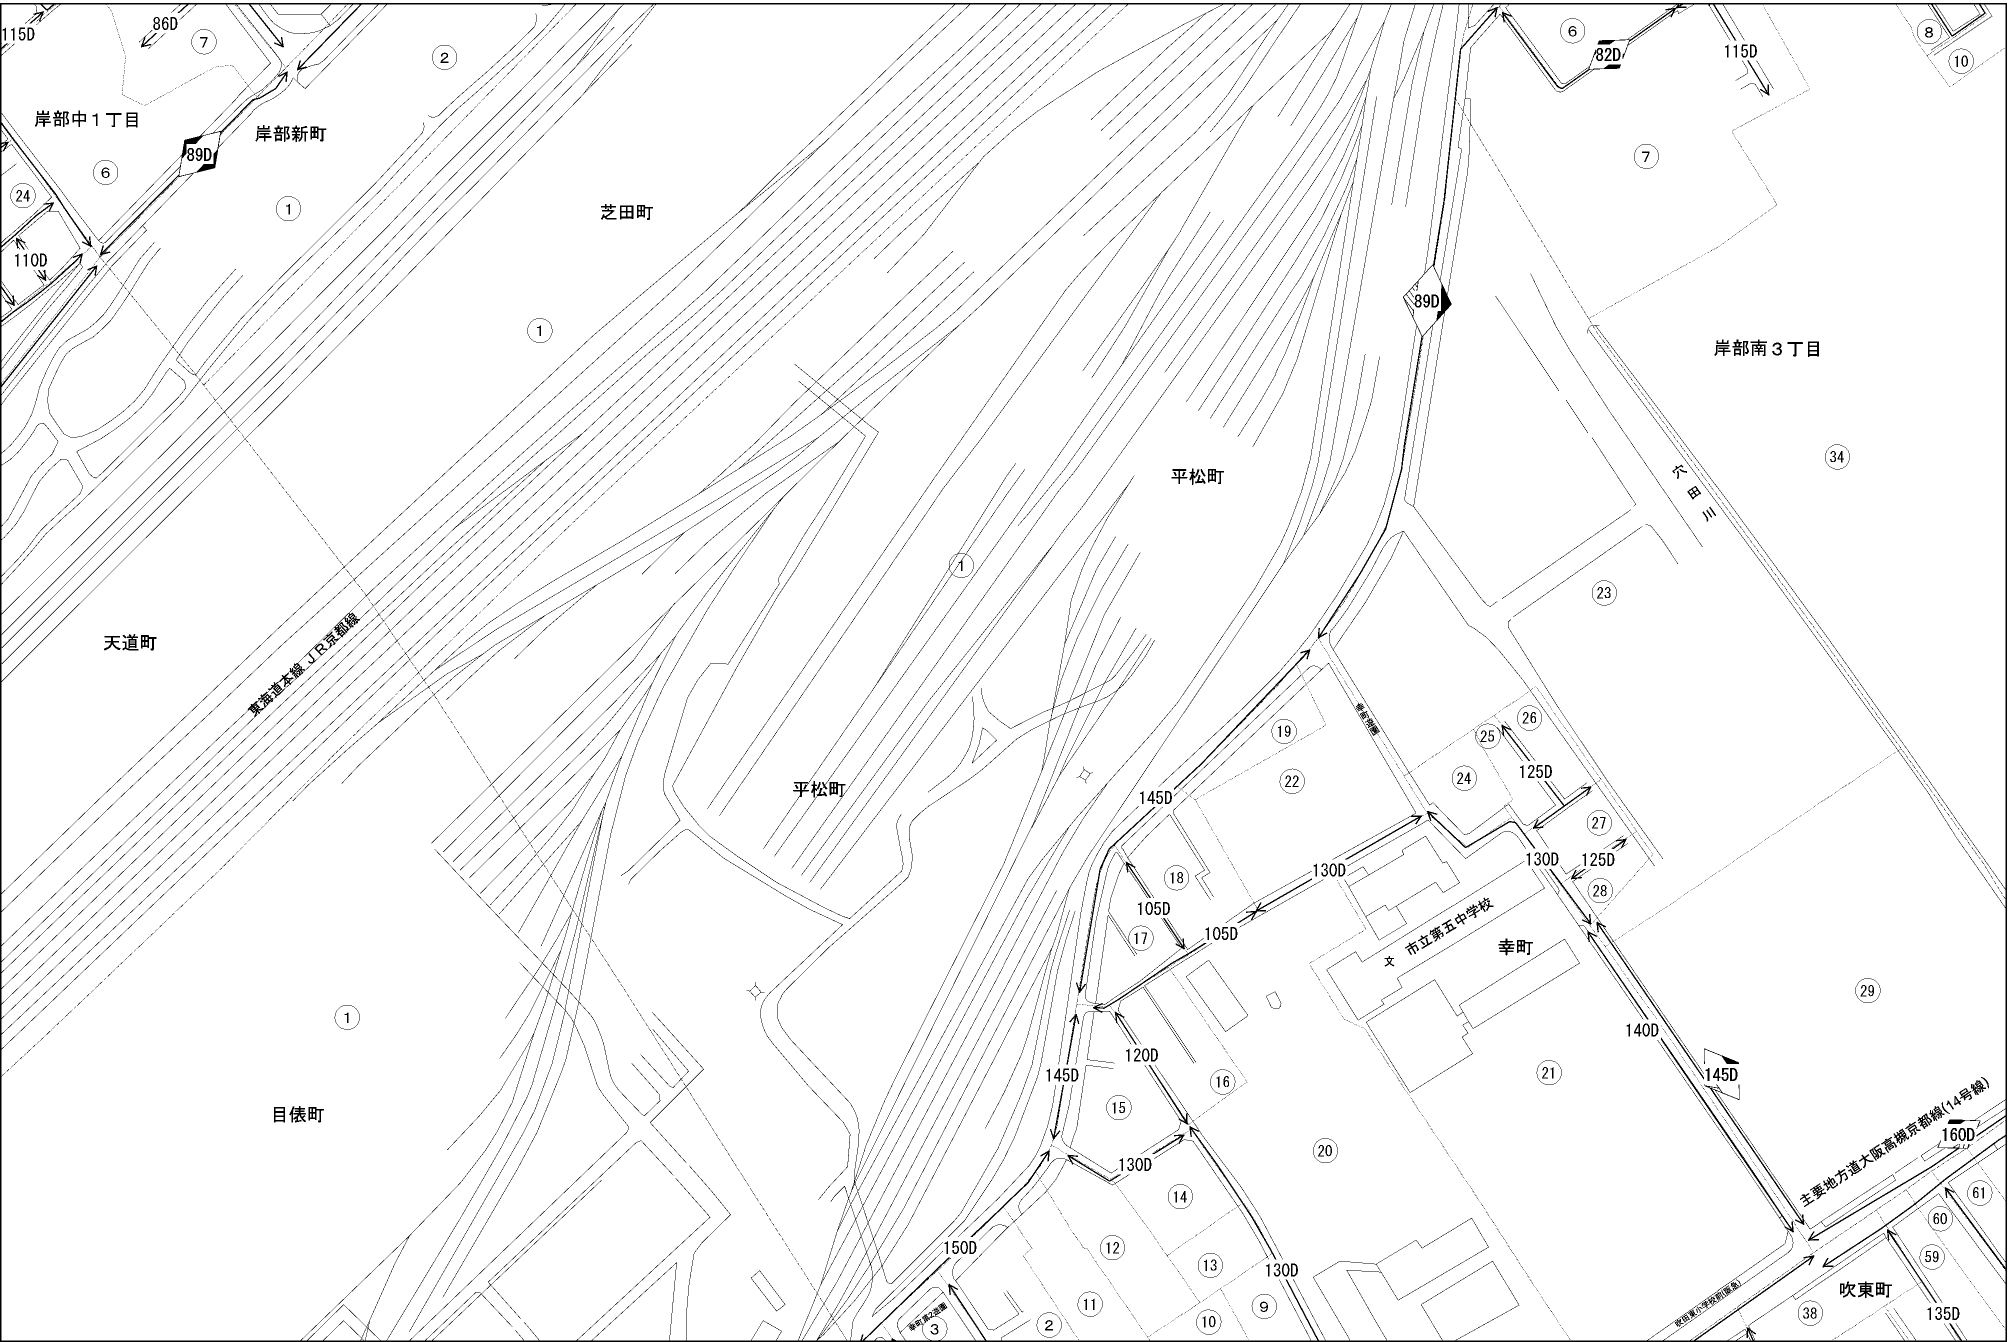 115D
86D
7
2
6
82D
115D
8
10
岸部中1丁目
岸部新町
89D
6
24
1
7
芝田町
110D
89D
1
岸部南3丁目
34
穴田川
平松町
1
23
天道町
東海道本線 JR京都線
19
26
25
22
24
125D
平松町
145D
27
130D
125D
130D
18
28
105D
17
105D
市立第五中学校
文
幸町
29
1
140D
120D
145D
16
21
145D
15
目俵町
主要地方道大阪高槻京都線(14号線)
160D
20
130D
14
61
60
150D
12
13
130D
59
吹東町
11
9
38
135D
10
2
3